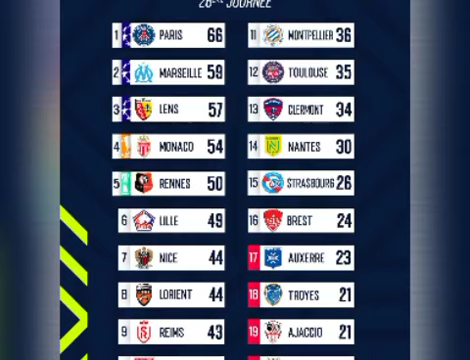 28ème JOURNÉE
1 PARIS 66
2 MARSEILLE 59
3 LENS 57
4 MONACO 54
5 RENNES 50
6 LILLE 49
7 NICE 44
8 LORIENT 44
9 REIMS 43
11 MONTPELLIER 36
12 TOULOUSE 35
13 CLERMONT 34
14 NANTES 30
15 STRASBOURG 26
16 BREST 24
17 AUXERRE 23
18 TROYES 21
19 AJACCIO 21